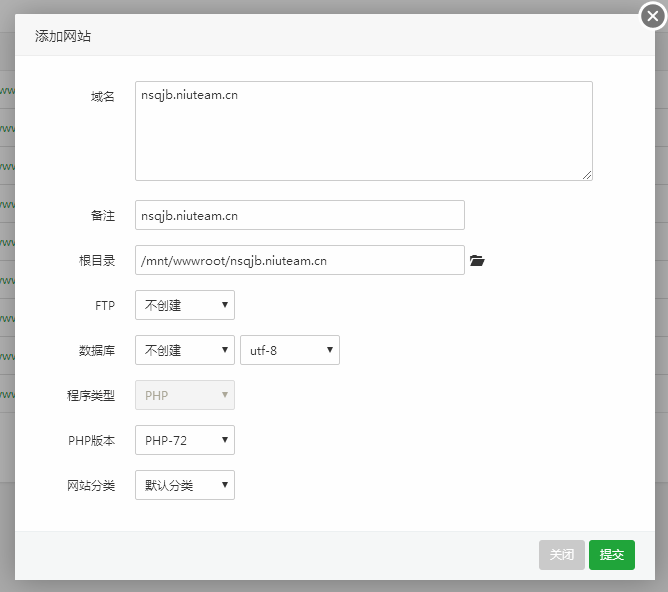 添加网站
域名
nsqjb.niuteam.cn
备注
nsqjb.niuteam.cn
根目录
/mnt/wwwroot/nsqjb.niuteam.cn
FTP
不创建
数据库
不创建
utf-8
程序类型
PHP
PHP版本
PHP-72
网站分类
默认分类
关闭
提交